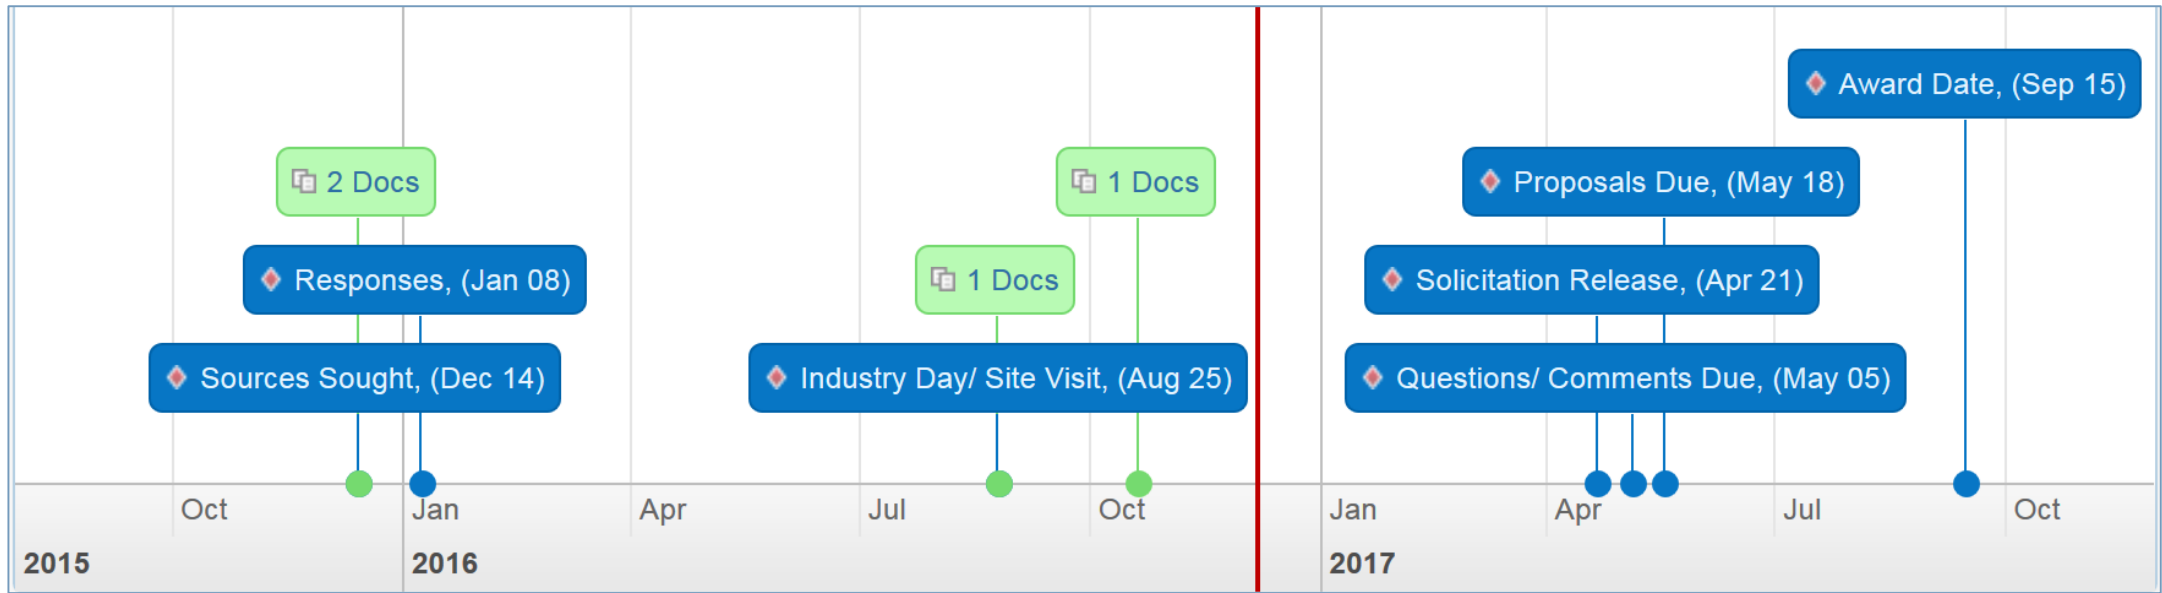 Award Date, (Sep 15)
2 Docs
1 Docs
Proposals Due, (May 18)
Responses, (Jan 08)
1 Docs
Solicitation Release, (Apr 21)
Sources Sought, (Dec 14)
Industry Day/ Site Visit, (Aug 25)
Questions/ Comments Due, (May 05)
Oct Jan Apr Jul Oct Jan Apr Jul Oct
2015 2016 2017